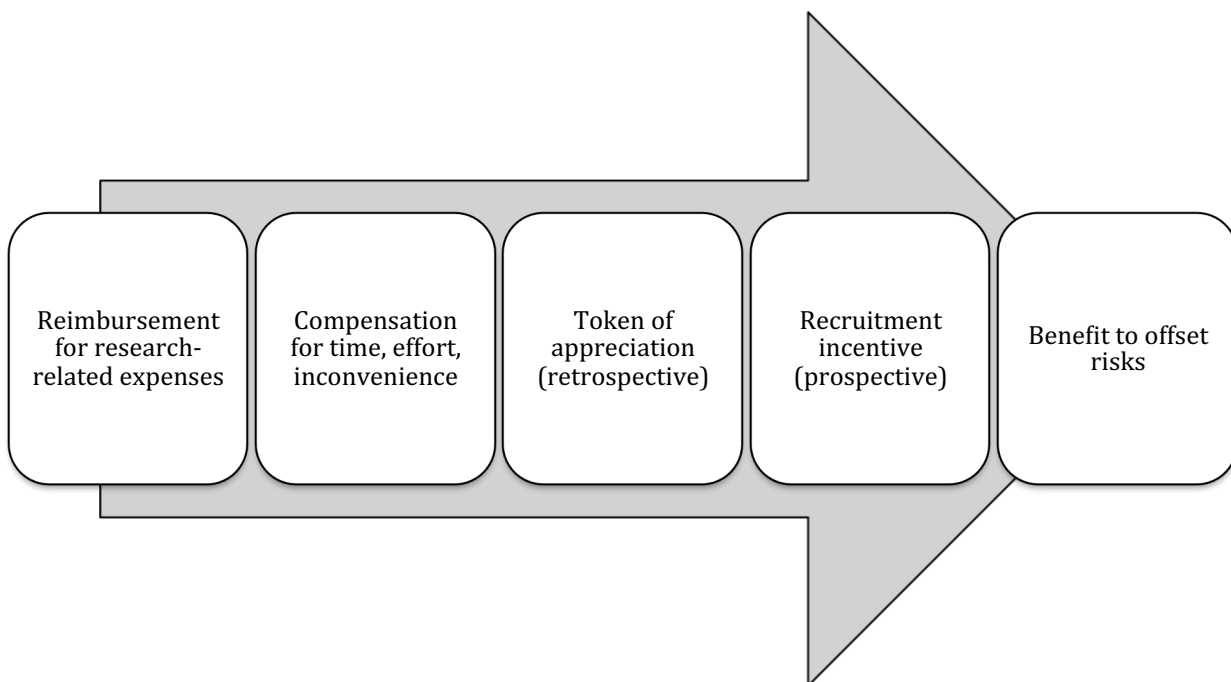 Reimbursement
for research-
related expenses
Compensation
for time, effort,
inconvenience
Token of
appreciation
(retrospective)
Recruitment
incentive
(prospective)
Benefit to offset
risks